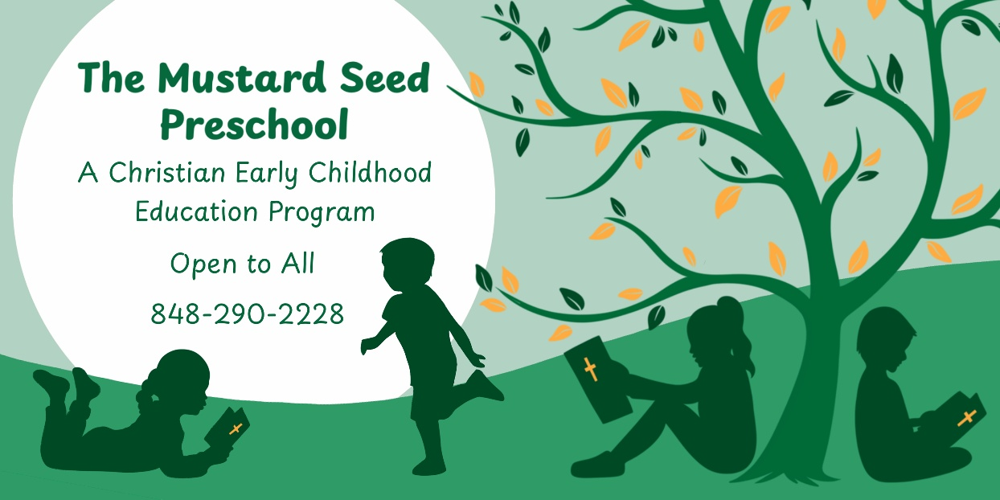 The Mustard Seed
Preschool
A Christian Early Childhood
Education Program
Open to All
848-290-2228